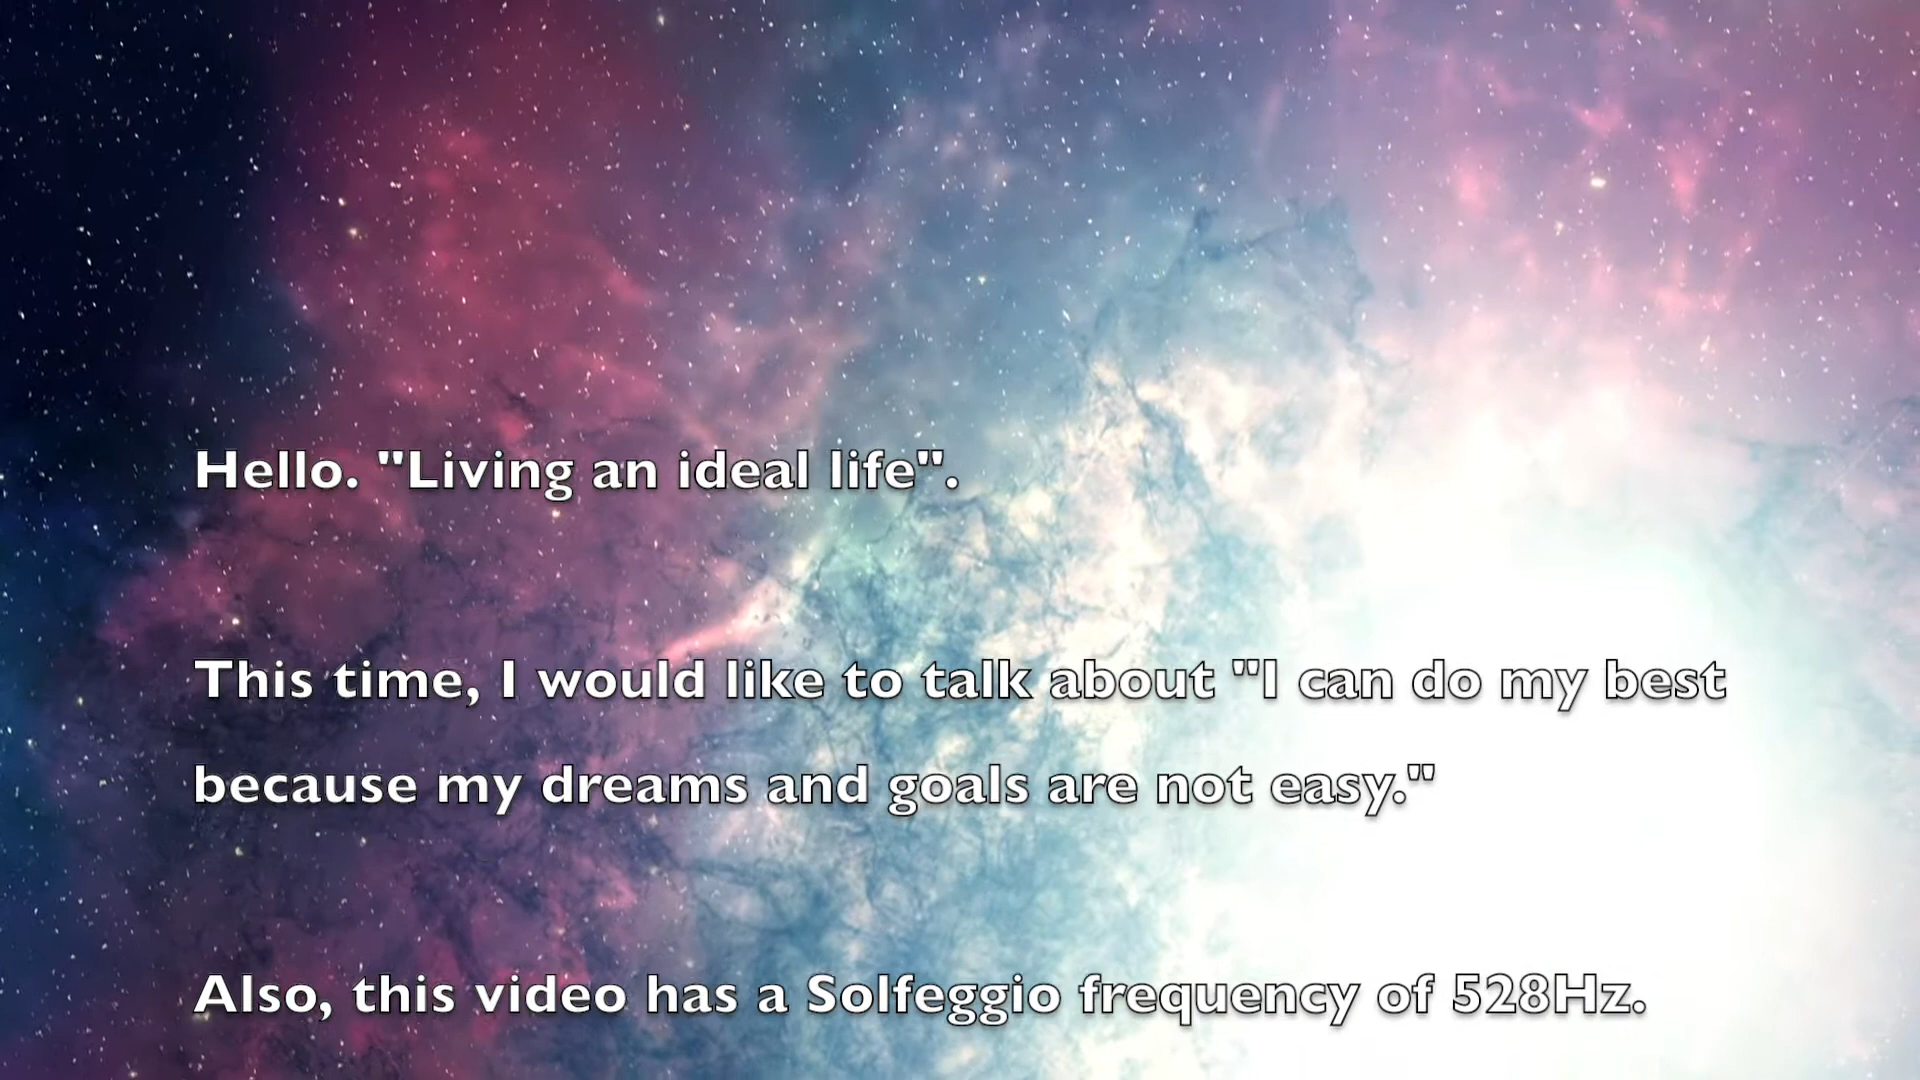 Hello. "Living an ideal life".
This time, I would like to talk about "I can do my best
because my dreams and goals are not easy."
Also, this video has a Solfeggio frequency of 528Hz.